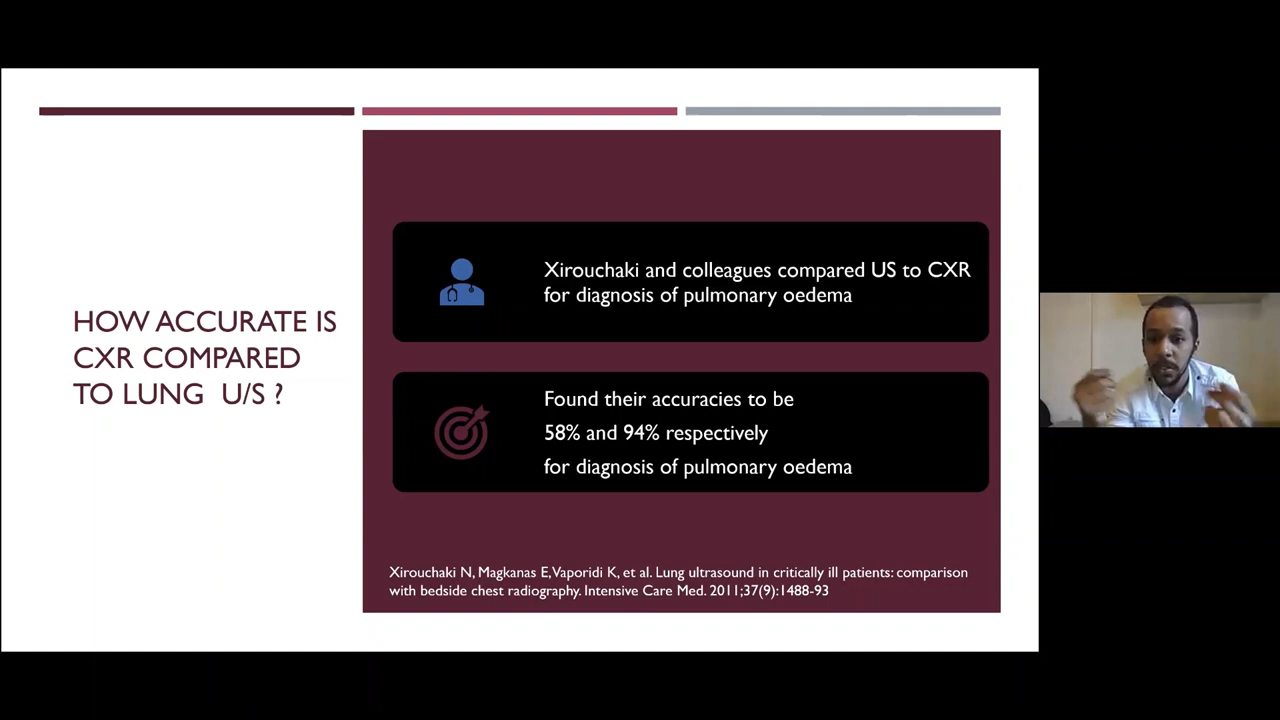 HOW ACCURATE IS
CXR COMPARED
TO LUNG U/S ?
Xirouchaki and colleagues compared US to CXR
for diagnosis of pulmonary oedema
Found their accuracies to be
58% and 94% respectively
for diagnosis of pulmonary oedema
Xirouchaki N, Magkanas E, Vaporidi K, et al. Lung ultrasound in critically ill patients: comparison
with bedside chest radiography. Intensive Care Med. 2011;37(9):1488-93